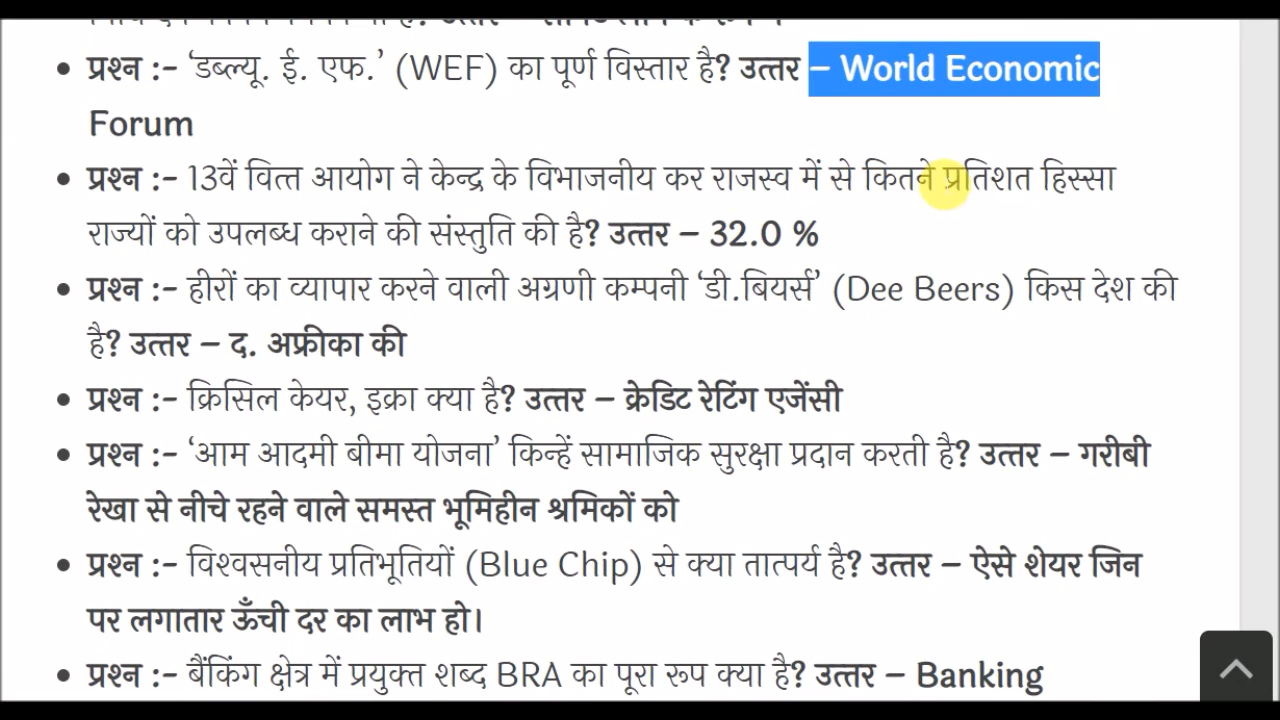 • प्रश्न :- ‘डब्ल्यू. ई. एफ.’ (WEF) का पूर्ण विस्तार है? उत्तर – World Economic
Forum
• प्रश्न :- 13वें वित्त आयोग ने केन्द्र के विभाजनीय कर राजस्व में से कितने प्रतिशत हिस्सा
राज्यों को उपलब्ध कराने की संस्तुति की है? उत्तर – 32.0 %
• प्रश्न :- हीरों का व्यापार करने वाली अग्रणी कम्पनी ‘डी.बियर्स’ (Dee Beers) किस देश की
है? उत्तर – द. अफ्रीका की
• प्रश्न :- क्रिसिल केयर, इक्रा क्या है? उत्तर – क्रेडिट रेटिंग एजेंसी
• प्रश्न :- ‘आम आदमी बीमा योजना’ किन्हें सामाजिक सुरक्षा प्रदान करती है? उत्तर – गरीबी
रेखा से नीचे रहने वाले समस्त भूमिहीन श्रमिकों को
• प्रश्न :- विश्वसनीय प्रतिभूतियों (Blue Chip) से क्या तात्पर्य है? उत्तर – ऐसे शेयर जिन
पर लगातार ऊँची दर का लाभ हो।
• प्रश्न :- बैंकिंग क्षेत्र में प्रयुक्त शब्द BRA का पूरा रूप क्या है? उत्तर – Banking